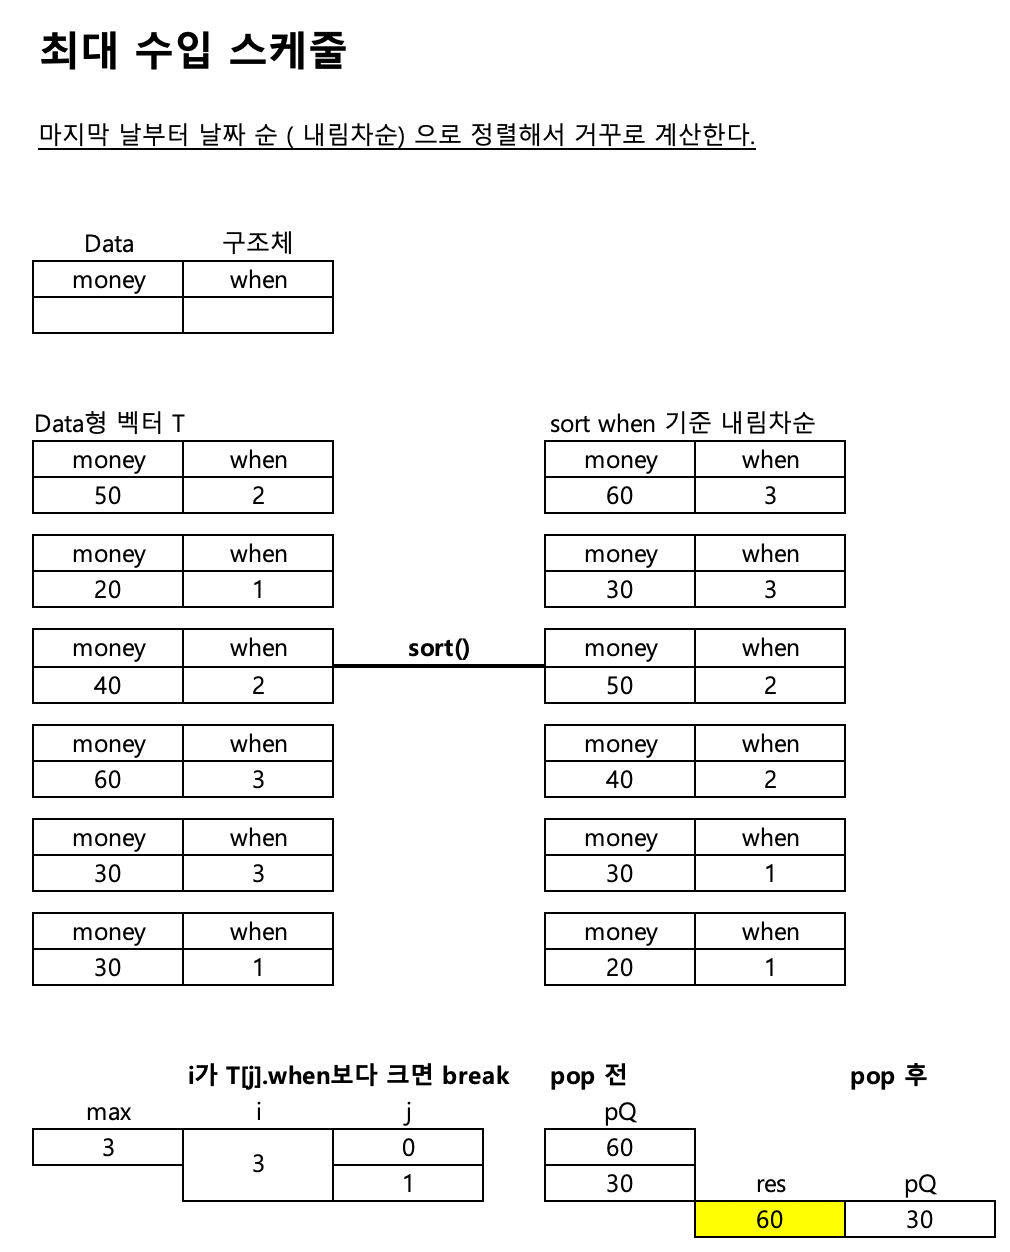 최대 수입 스케줄
마지막 날부터 날짜 순 ( 내림차순) 으로 정렬해서 거꾸로 계산한다.
Data 구조체
money when
Data형 벡터 T sort when 기준 내림차순
money when money when
50 2 60 3
money when money when
20 1 30 3
money when sort() money when
40 2 50 2
money when money when
60 3 40 2
money when money when
30 3 30 1
money when money when
30 1 20 1
i가 T[j].when보다 크면 break pop 전 pop 후
max i j pQ
3 3 0 60
1 30 res pQ
60 30